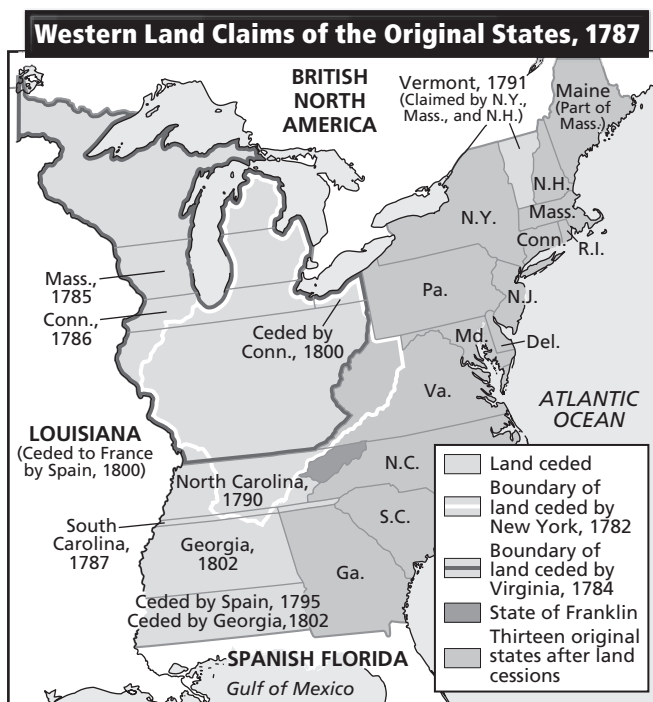 Western Land Claims of the Original States, 1787
BRITISH
NORTH
AMERICA
Vermont, 1791
(Claimed by N.Y.,
Mass., and N.H.)
Maine
(Part of
Mass.)
N.H.
N.Y.
Mass.
Conn.
R.I.
Mass.,
1785
Conn.,
1786
Ceded by
Conn., 1800
Pa.
N.J.
Md.
Del.
Va.
ATLANTIC
OCEAN
LOUISIANA
(Ceded to France
by Spain, 1800)
North Carolina,
1790
N.C.
South
Carolina,
1787
S.C.
Georgia,
1802
Ga.
Ceded by Spain, 1795
Ceded by Georgia,1802
SPANISH FLORIDA
Gulf of Mexico
Land ceded
Boundary of
land ceded by
New York, 1782
Boundary of
land ceded by
Virginia, 1784
State of Franklin
Thirteen original
states after land
cessions